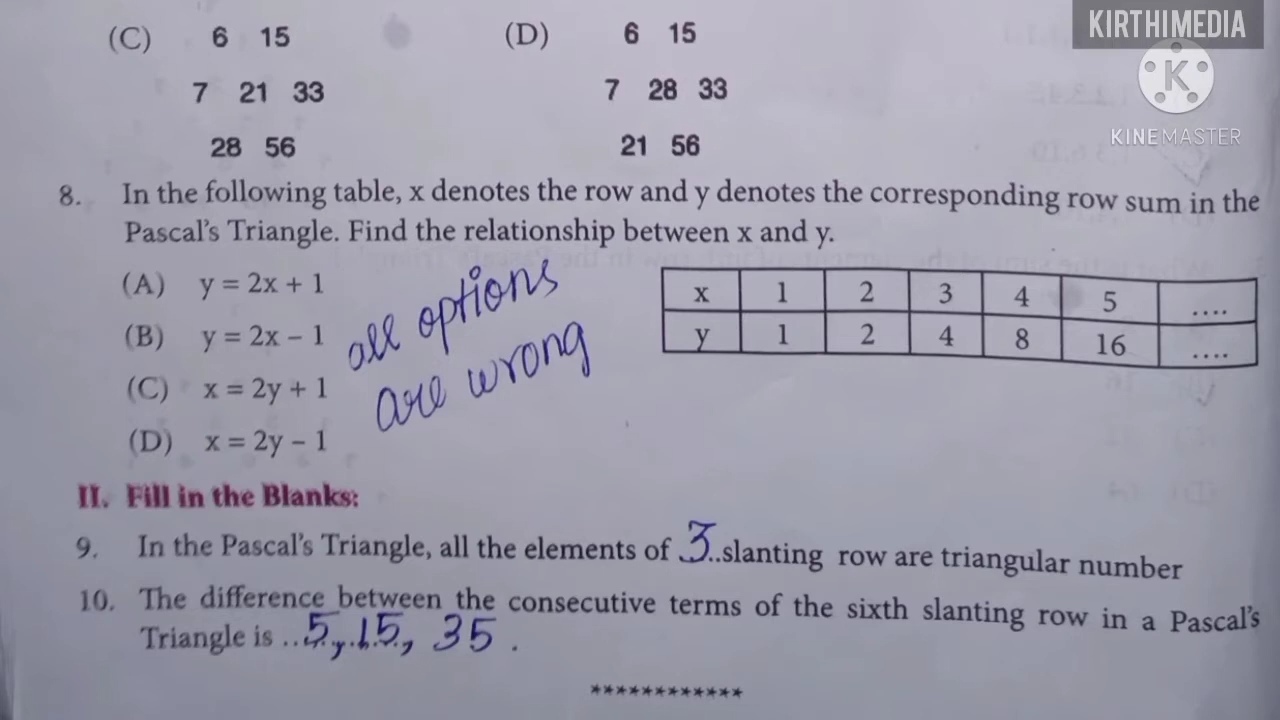 KIRTHIMEDIA
K
KINEMASTER
(C) 6 15 (D) 6 15
7 21 33 7 28 33
28 56 21 56
8. In the following table, x denotes the row and y denotes the corresponding row sum in the
Pascal's Triangle. Find the relationship between x and y.
(A) y = 2x + 1
(B) y = 2x – 1
(C) x = 2y + 1
(D) x = 2y – 1
all options
are wrong
x 1 2 3 4 5 ....
y 1 2 4 8 16 ....
II. Fill in the Blanks:
9. In the Pascal's Triangle, all the elements of 3..slanting row are triangular number
10. The difference between the consecutive terms of the sixth slanting row in a Pascal's
Triangle is ..5, 15, 35 .
************